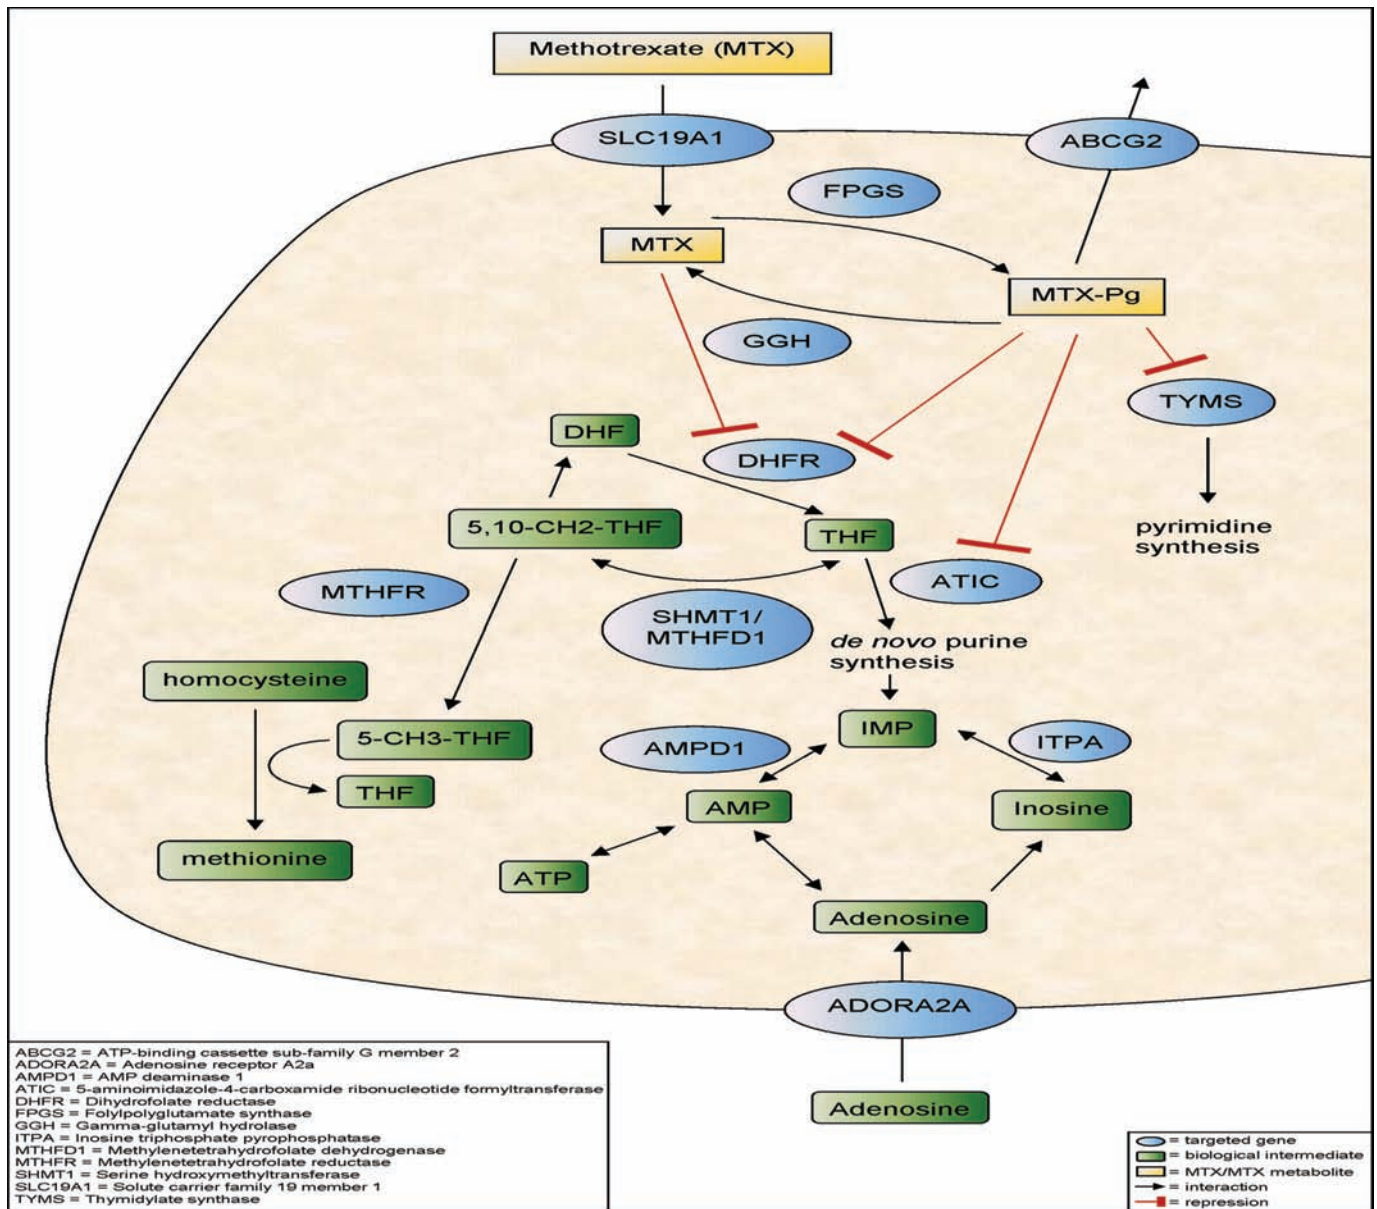 Methotrexate (MTX)
SLC19A1
ABCG2
FPGS
MTX
MTX-Pg
GGH
TYMS
DHF
DHFR
5,10-CH2-THF
THF
pyrimidine
synthesis
ATIC
MTHFR
SHMT1/
MTHFD1
de novo purine
synthesis
homocysteine
5-CH3-THF
IMP
AMPD1
ITPA
THF
AMP
Inosine
methionine
ATP
Adenosine
ADORA2A
Adenosine
ABCG2 = ATP-binding cassette sub-family G member 2
ADORA2A = Adenosine receptor A2a
AMPD1 = AMP deaminase 1
ATIC = 5-aminoimidazole-4-carboxamide ribonucleotide formyltransferase
DHFR = Dihydrofolate reductase
FPGS = Folylpolyglutamate synthase
GGH = Gamma-glutamyl hydrolase
ITPA = Inosine triphosphate pyrophosphatase
MTHFD1 = Methylenetetrahydrofolate dehydrogenase
MTHFR = Methylenetetrahydrofolate reductase
SHMT1 = Serine hydroxymethyltransferase
SLC19A1 = Solute carrier family 19 member 1
TYMS = Thymidylate synthase
= targeted gene
= biological intermediate
= MTX/MTX metabolite
= interaction
= repression